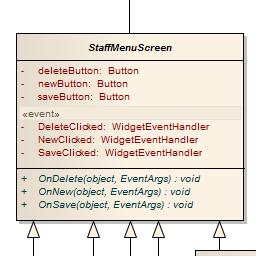 StaffMenuScreen
- deleteButton: Button
- newButton: Button
- saveButton: Button
«event»
- DeleteClicked: WidgetEventHandler
- NewClicked: WidgetEventHandler
- SaveClicked: WidgetEventHandler
+ OnDelete(object, EventArgs) : void
+ OnNew(object, EventArgs) : void
+ OnSave(object, EventArgs) : void